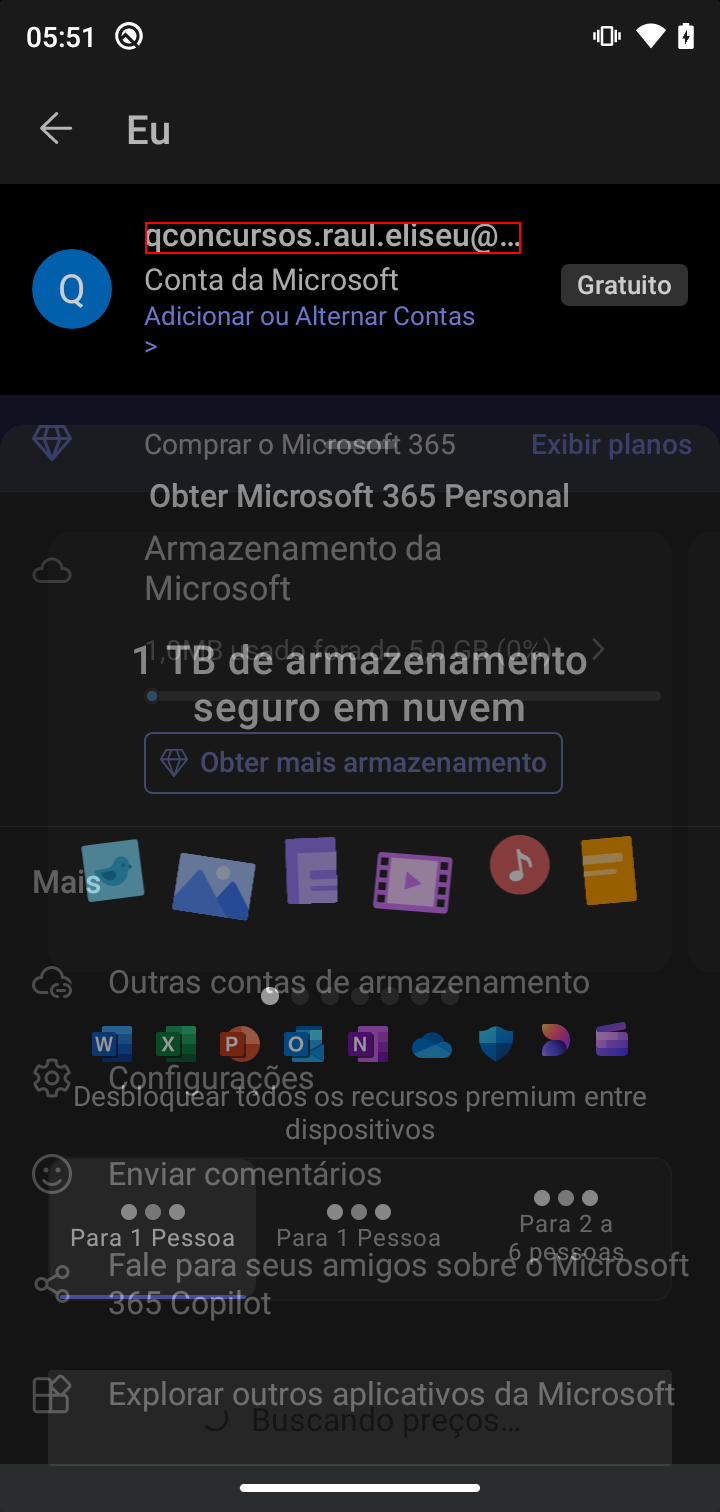 05:51
Eu
qconcursos.raul.eliseu@...
Q
Conta da Microsoft
Gratuito
Adicionar ou Alternar Contas
>
Comprar o Microsoft 365
Exibir planos
Obter Microsoft 365 Personal
Armazenamento da
Microsoft
1,0MB usado fora do 5,0 GB (0%)
1 TB de armazenamento
seguro em nuvem
Obter mais armazenamento
Mais
Outras contas de armazenamento
W X P O N
Configurações
Desbloquear todos os recursos premium entre
dispositivos
Enviar comentários
Para 1 Pessoa
Para 1 Pessoa
Para 2 a
6 pessoas
Fale para seus amigos sobre o Microsoft
365 Copilot
Explorar outros aplicativos da Microsoft
Buscando preços...